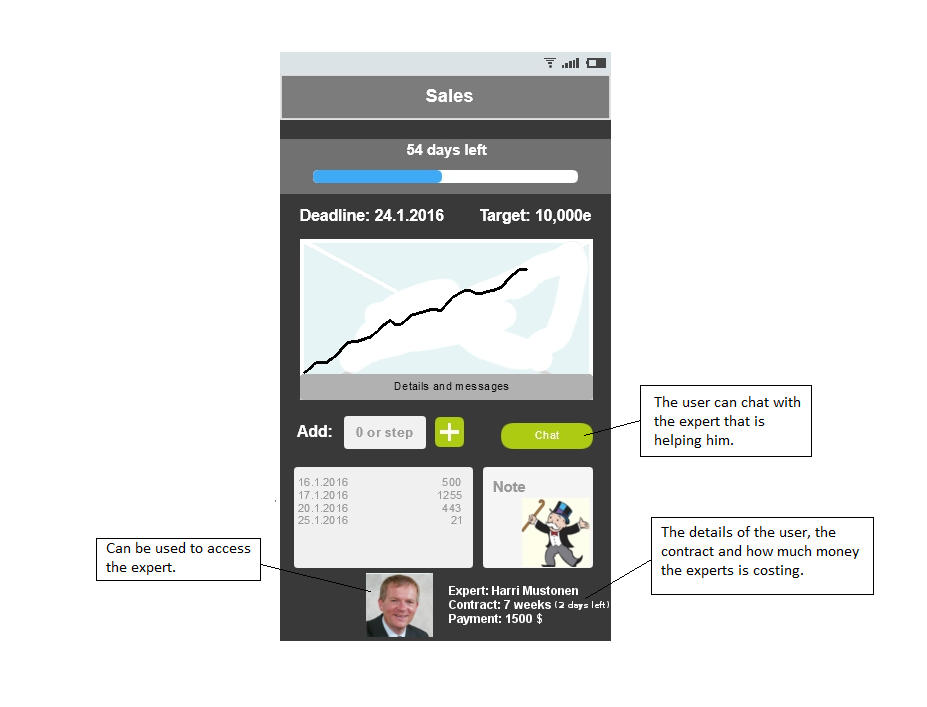 Sales
54 days left
Deadline: 24.1.2016 Target: 10,000e
Details and messages
The user can chat with
the expert that is
helping him.
Add: 0 or step + Chat
16.1.2016 500
17.1.2016 1255
20.1.2016 443
25.1.2016 21
Note
Can be used to access
the expert.
The details of the user, the
contract and how much money
the experts is costing.
Expert: Harri Mustonen
Contract: 7 weeks (2 days left)
Payment: 1500 $